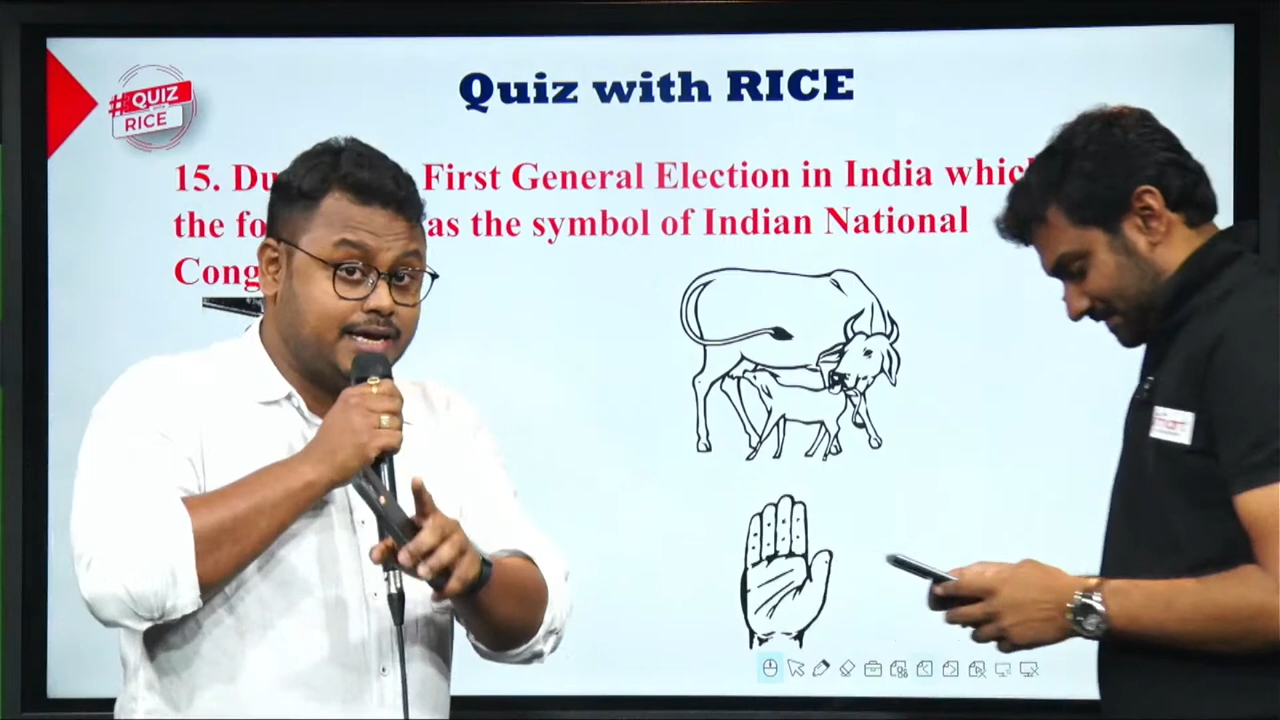 #QUIZ
RICE
Quiz with RICE
15. Du First General Election in India which
the fo as the symbol of Indian National
Cong